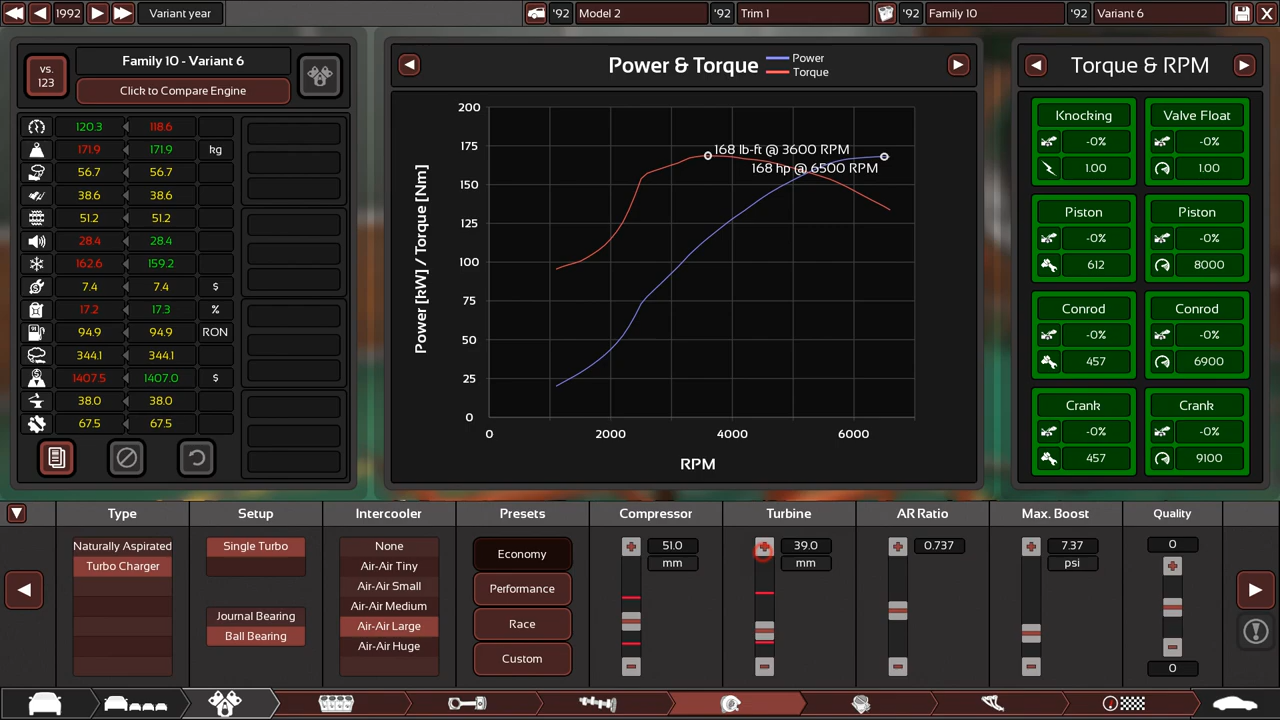 1992
Variant year
'92
Model 2
'92
Trim 1
'92
Family 10
'92
Variant 6
vs.
123
Family 10 - Variant 6
Click to Compare Engine
120.3 118.6
171.9 171.9 kg
56.7 56.7
38.6 38.6
51.2 51.2
28.4 28.4
162.6 159.2
7.4 7.4 $
17.2 17.3 %
94.9 94.9 RON
344.1 344.1
1407.5 1407.0 $
38.0 38.0
67.5 67.5
Power & Torque
Power
Torque
Power [kW] / Torque [Nm]
200
175
150
125
100
75
50
25
0
168 lb-ft @ 3600 RPM
168 hp @ 6500 RPM
0 2000 4000 6000
RPM
Torque & RPM
Knocking Valve Float
-0% -0%
1.00 1.00
Piston Piston
-0% -0%
612 8000
Conrod Conrod
-0% -0%
457 6900
Crank Crank
-0% -0%
457 9100
Type
Naturally Aspirated
Turbo Charger
Setup
Single Turbo
Journal Bearing
Ball Bearing
Intercooler
None
Air-Air Tiny
Air-Air Small
Air-Air Medium
Air-Air Large
Air-Air Huge
Presets
Economy
Performance
Race
Custom
Compressor
51.0
mm
Turbine
39.0
mm
AR Ratio
0.737
Max. Boost
7.37
psi
Quality
0
0